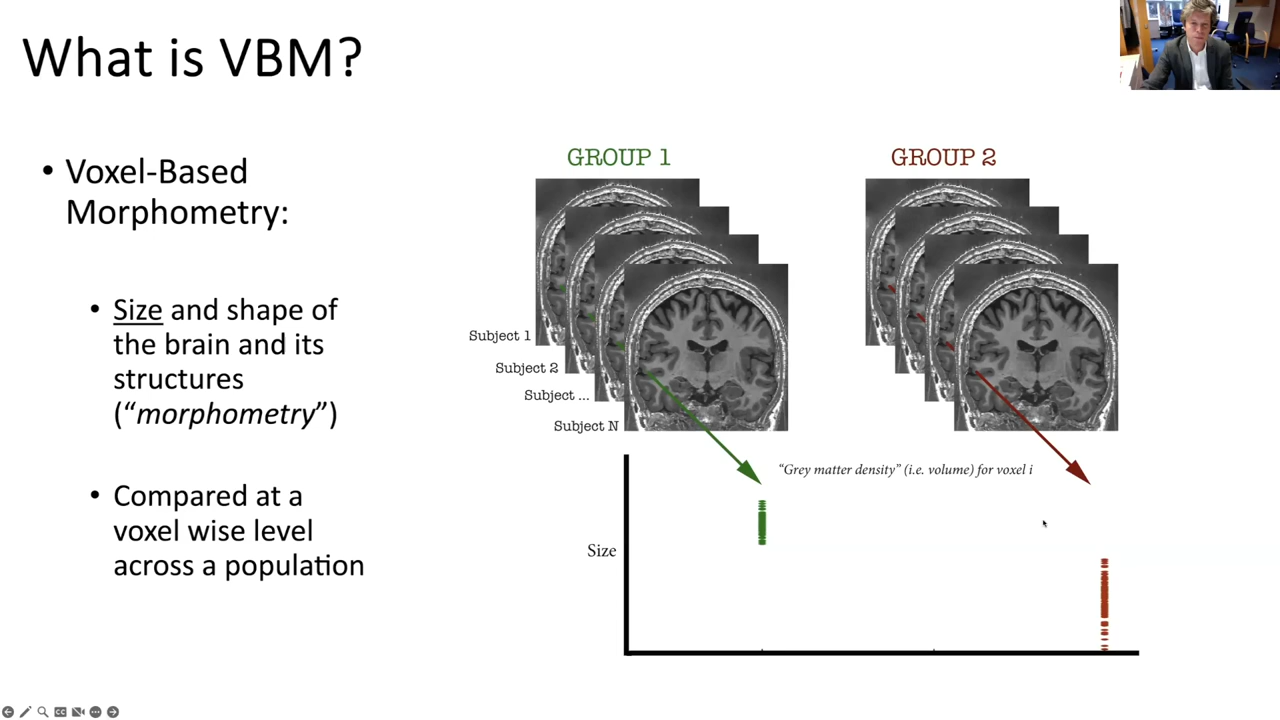 What is VBM?
• Voxel-Based
Morphometry:
• Size and shape of
the brain and its
structures
(“morphometry”)
• Compared at a
voxel wise level
across a population
GROUP 1
GROUP 2
Subject 1
Subject 2
Subject ...
Subject N
“Grey matter density” (i.e. volume) for voxel i
Size